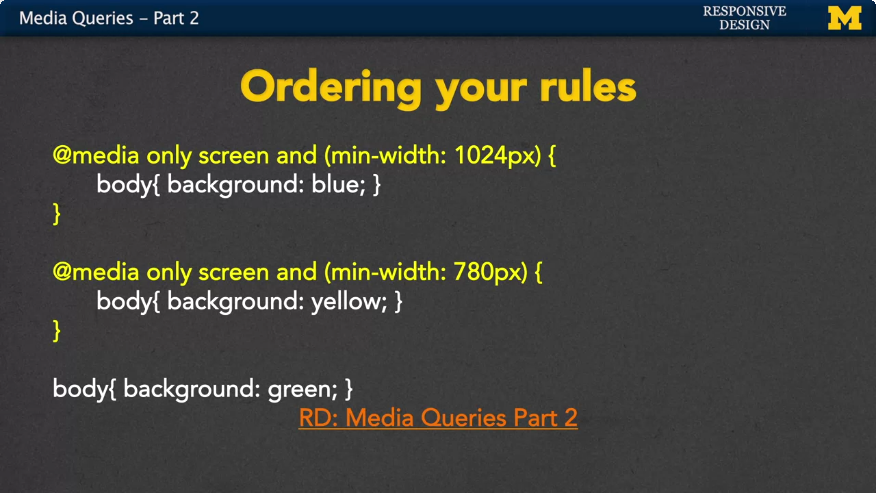 Media Queries – Part 2
RESPONSIVE
DESIGN
M
Ordering your rules
@media only screen and (min-width: 1024px) {
body{ background: blue; }
}
@media only screen and (min-width: 780px) {
body{ background: yellow; }
}
body{ background: green; }
RD: Media Queries Part 2